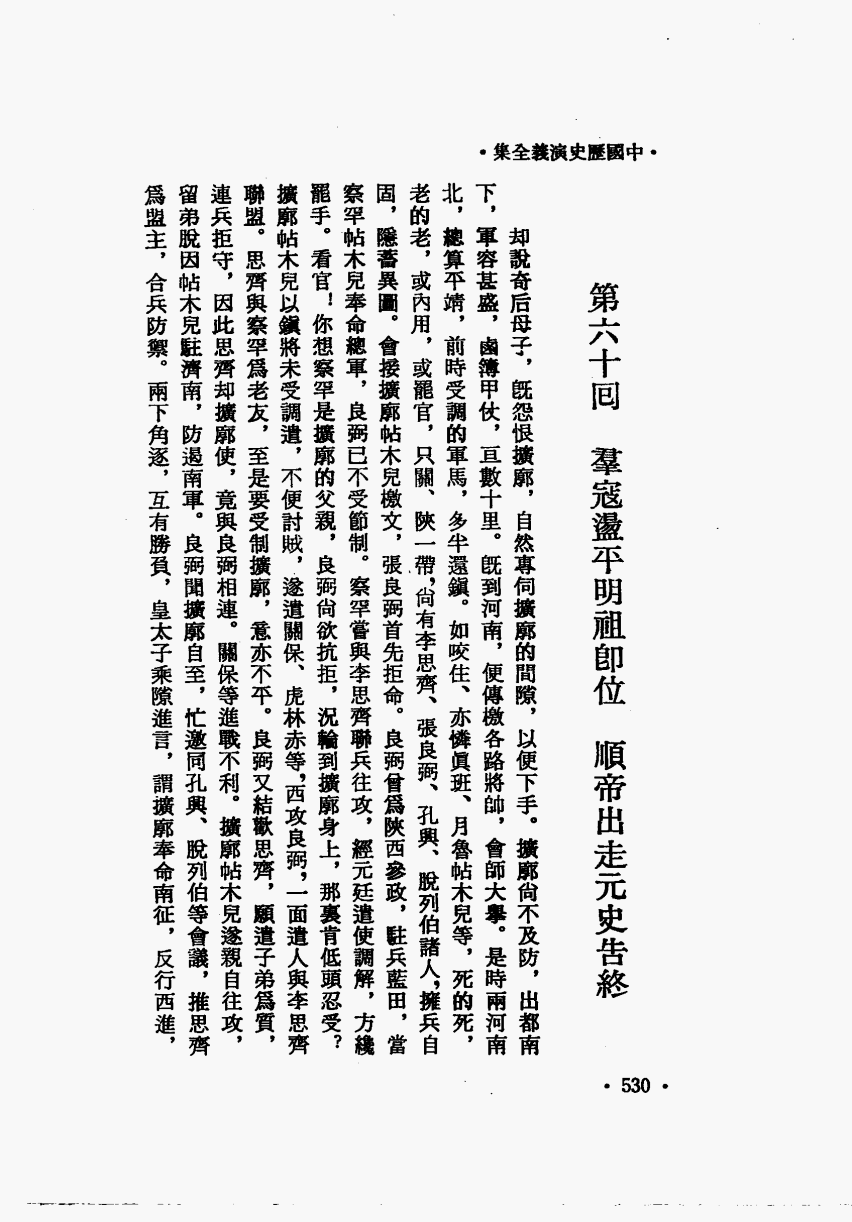 •中國歷史演義全集•
第六十回　羣寇盪平明祖卽位　順帝出走元史告終
却說奇后母子，旣怨恨擴廓，自然專伺擴廓的間隙，以便下手。擴廓尙不及防，出都南
下，軍容甚盛，鹵簿甲仗，亘數十里。旣到河南，便傳檄各路將帥，會師大擧。是時兩河南
北，總算平靖，前時受調的軍馬，多半還鎭。如咬住、亦憐眞班、月魯帖木兒等，死的死，
老的老，或內用，或罷官，只關、陝一帶，尙有李思齊、張良弼、孔興、脫列伯諸人，擁兵自
固，隱蓄異圖。會接擴廓帖木兒檄文，張良弼首先拒命。良弼曾爲陝西參政，駐兵藍田，當
察罕帖木兒奉命總軍，良弼已不受節制。察罕嘗與李思齊聯兵往攻，經元廷遣使調解，方纔
罷手。看官！你想察罕是擴廓的父親，良弼尙欲抗拒，況輪到擴廓身上，那裏肯低頭忍受？
擴廓帖木兒以鎭將未受調遣，不便討賊，遂遣關保、虎林赤等，西攻良弼，一面遣人與李思齊
聯盟。思齊與察罕爲老友，至是要受制擴廓，意亦不平。良弼又結歡思齊，願遣子弟爲質，
連兵拒守，因此思齊却擴廓使，竟與良弼相連。關保等進戰不利。擴廓帖木兒遂親自往攻，
留弟脫因帖木兒駐濟南，防遏南軍。良弼聞擴廓自至，忙邀同孔興、脫列伯等會議，推思齊
爲盟主，合兵防禦。兩下角逐，互有勝負，皇太子乘隙進言，謂擴廓奉命南征，反行西進，
• 530 •